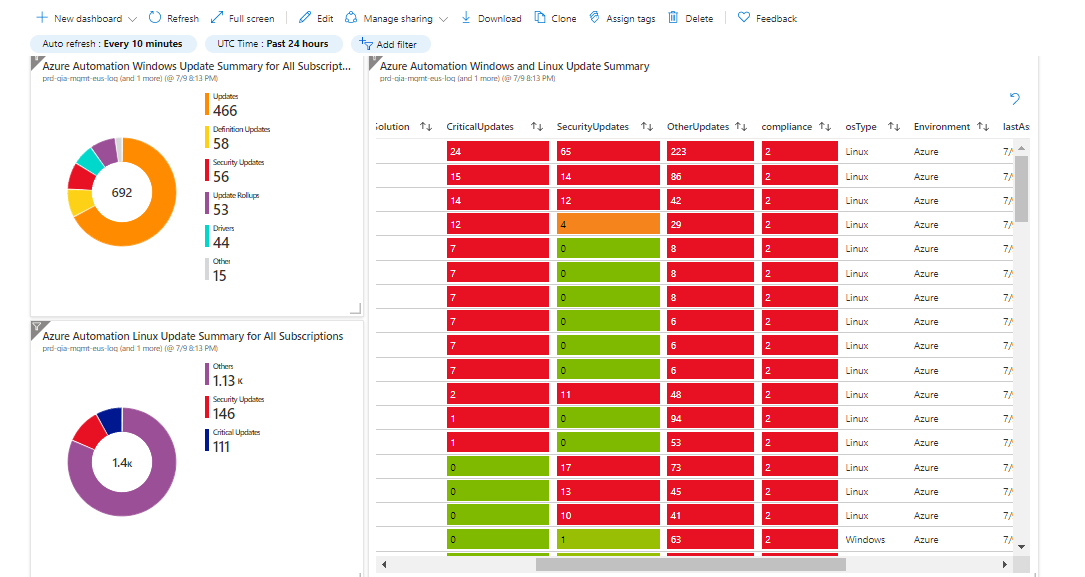 New dashboard Refresh Full screen Edit Manage sharing Download Clone Assign tags Delete Feedback
Auto refresh : Every 10 minutes UTC Time : Past 24 hours Add filter
Azure Automation Windows Update Summary for All Subscript...
prd-gia-mgmt-eus-log (and 1 more) (@ 7/9 8:13 PM)
692
Updates
466
Definition Updates
58
Security Updates
56
Update Rollups
53
Drivers
44
Other
15
Azure Automation Linux Update Summary for All Subscriptions
prd-gia-mgmt-eus-log (and 1 more) (@ 7/9 8:13 PM)
1.4K
Others
1.13 K
Security Updates
146
Critical Updates
111
Azure Automation Windows and Linux Update Summary
prd-gia-mgmt-eus-log (and 1 more) (@ 7/9 8:13 PM)
olution CriticalUpdates SecurityUpdates OtherUpdates compliance osType Environment lastAs
24 65 223 2 Linux Azure 7/
15 14 86 2 Linux Azure 7/
14 12 42 2 Linux Azure 7/
12 4 29 2 Linux Azure 7/
7 0 8 2 Linux Azure 7/
7 0 8 2 Linux Azure 7/
7 0 8 2 Linux Azure 7/
7 0 6 2 Linux Azure 7/
7 0 6 2 Linux Azure 7/
7 0 6 2 Linux Azure 7/
2 11 48 2 Linux Azure 7/
1 0 94 2 Linux Azure 7/
1 0 53 2 Linux Azure 7/
0 17 73 2 Linux Azure 7/
0 13 45 2 Linux Azure 7/
0 10 41 2 Linux Azure 7/
0 1 63 2 Windows Azure 7/